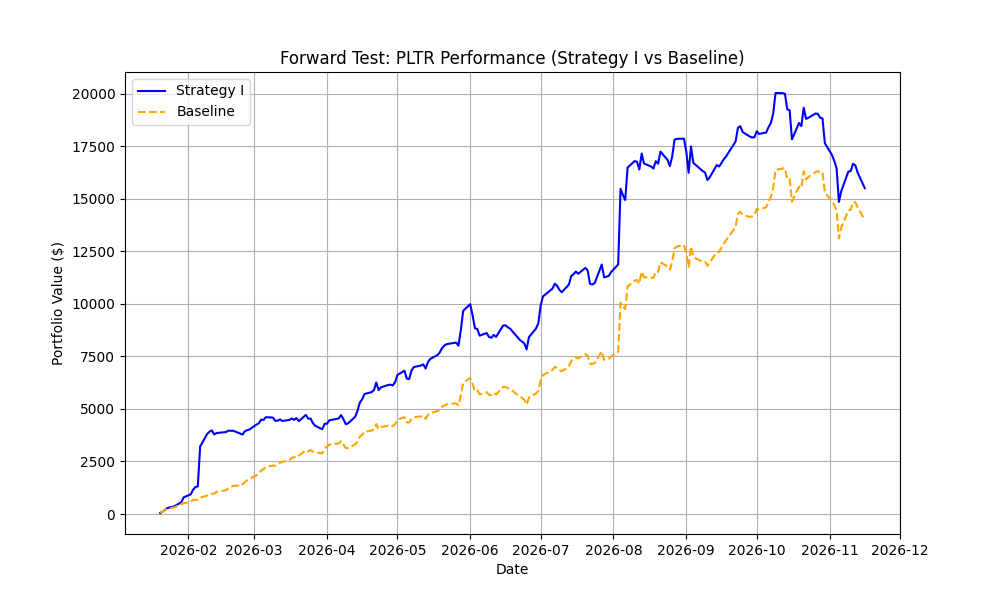 Forward Test: PLTR Performance (Strategy I vs Baseline)
Strategy I
Baseline
Portfolio Value ($)
20000
17500
15000
12500
10000
7500
5000
2500
0
2026-02 2026-03 2026-04 2026-05 2026-06 2026-07 2026-08 2026-09 2026-10 2026-11 2026-12
Date